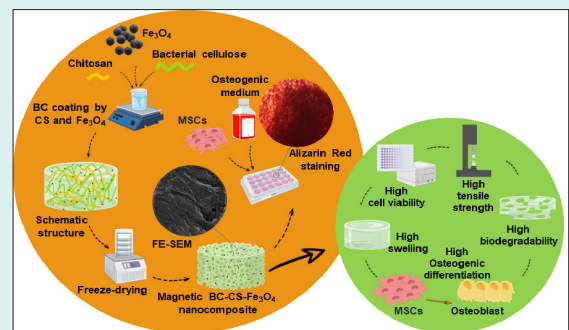 Fe₃O₄
Chitosan
Bacterial cellulose
BC coating by
CS and Fe₃O₄
Osteogenic
medium
MSCs
Alizarin Red
staining
Schematic
structure
FE-SEM
Freeze-drying
Magnetic BC-CS-Fe₃O₄
nanocomposite
High
cell viability
High
tensile
strength
High
biodegradability
High
swelling
High
Osteogenic
differentiation
MSCs
Osteoblast